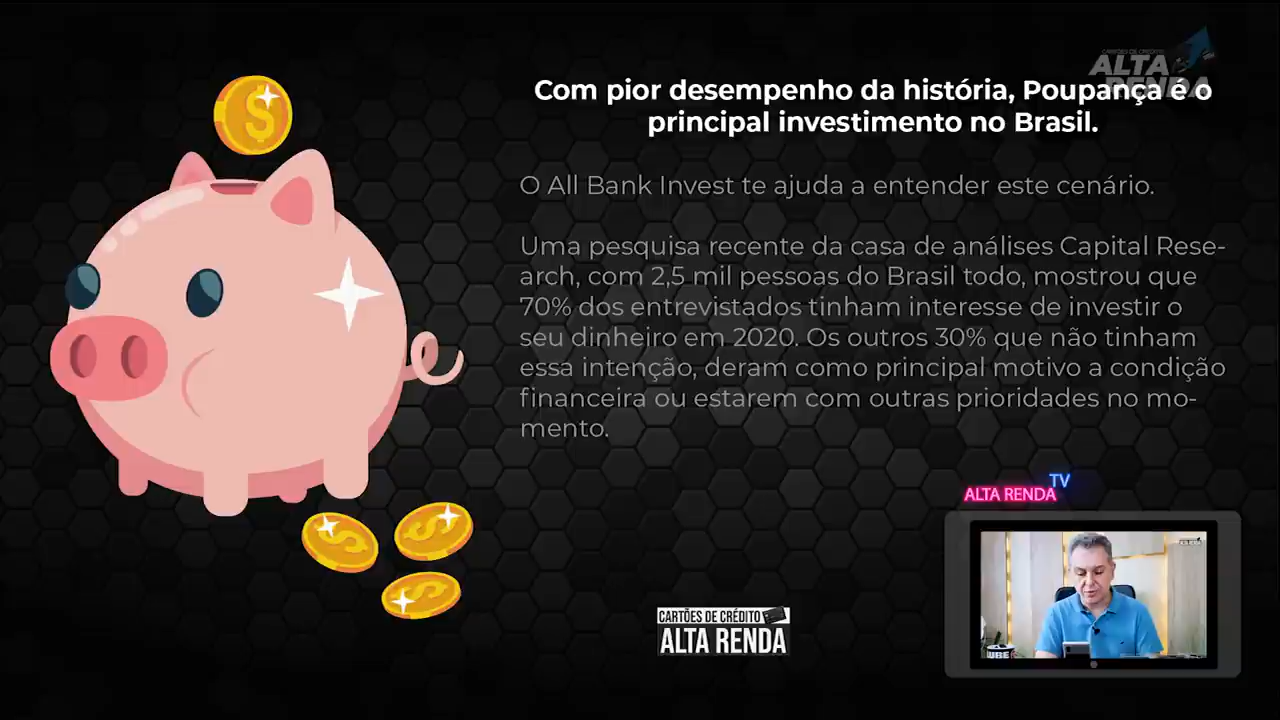 CARTÕES DE CRÉDITO
ALTA
RENDA
Com pior desempenho da história, Poupança é o
principal investimento no Brasil.
O All Bank Invest te ajuda a entender este cenário.
Uma pesquisa recente da casa de análises Capital Rese-
arch, com 2,5 mil pessoas do Brasil todo, mostrou que
70% dos entrevistados tinham interesse de investir o
seu dinheiro em 2020. Os outros 30% que não tinham
essa intenção, deram como principal motivo a condição
financeira ou estarem com outras prioridades no mo-
mento.
TV
ALTA RENDA
CARTÕES DE CRÉDITO
ALTA RENDA